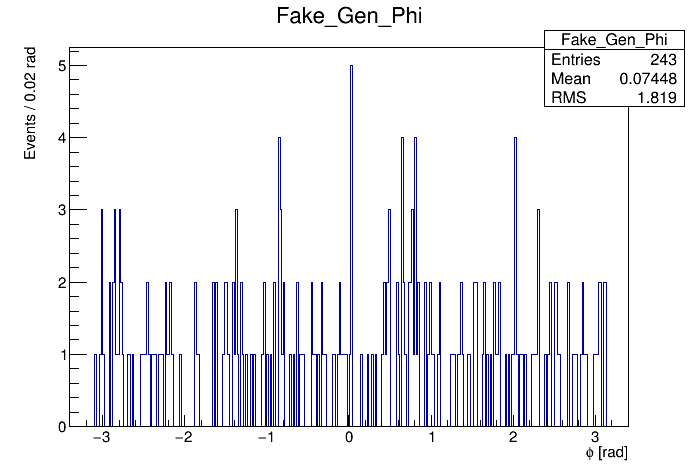 Fake_Gen_Phi
Fake_Gen_Phi
Entries 243
Mean 0.07448
RMS 1.819
Events / 0.02 rad
5
4
3
2
1
0
−3 −2 −1 0 1 2 3
ϕ [rad]